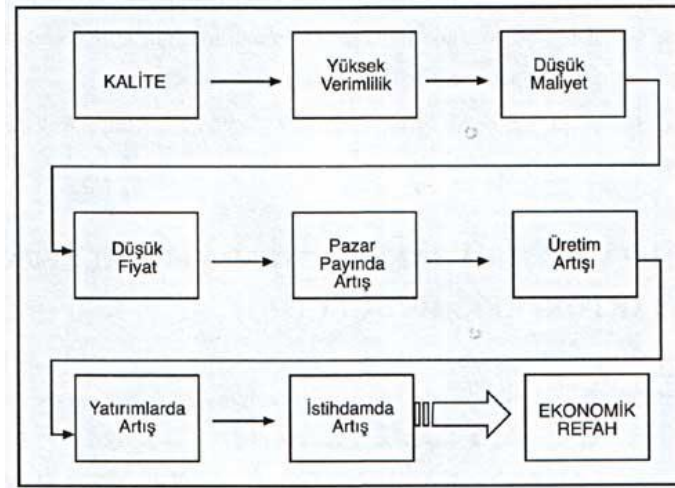 KALİTE
Yüksek
Verimlilik
Düşük
Maliyet
Düşük
Fiyat
Pazar
Payında
Artış
Üretim
Artışı
Yatırımlarda
Artış
İstihdamda
Artış
EKONOMİK
REFAH